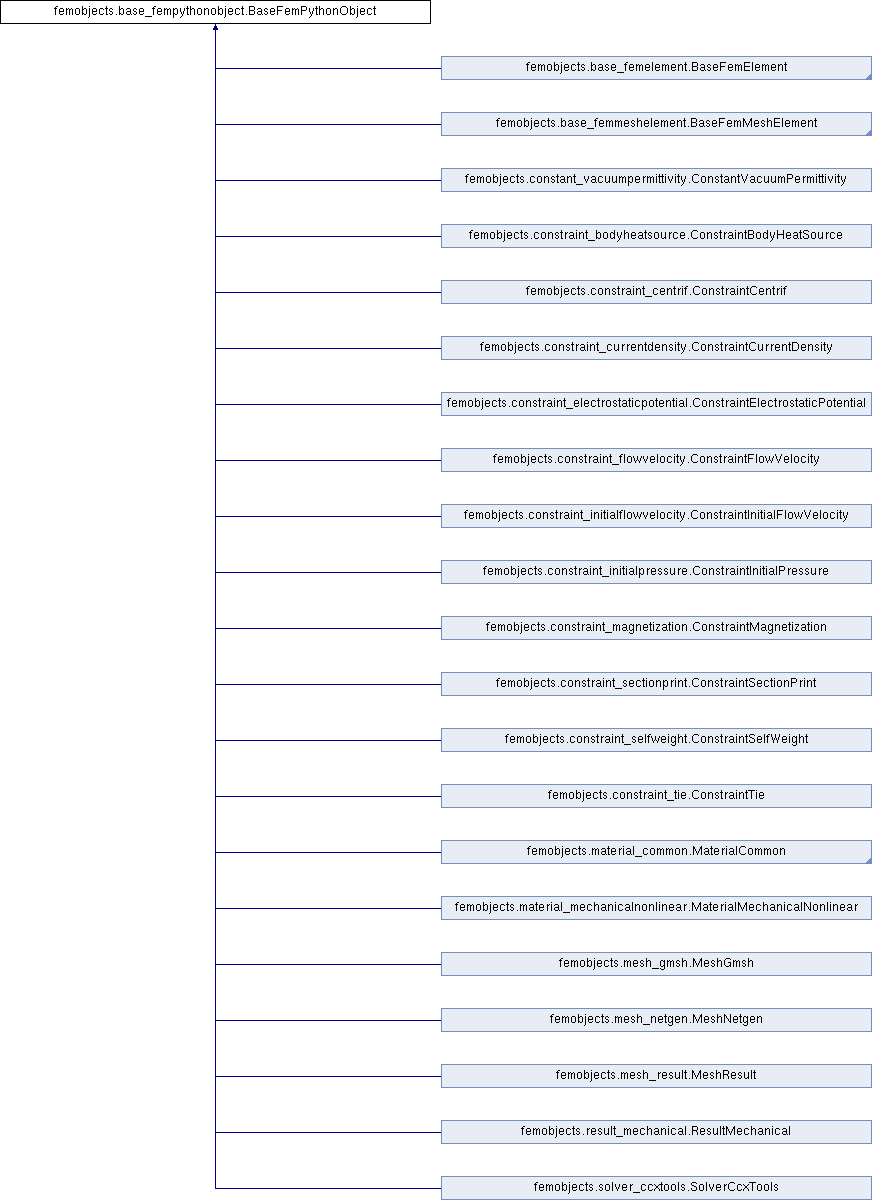 femobjects.base_fempythonobject.BaseFemPythonObject
femobjects.base_femelement.BaseFemElement
femobjects.base_femmeshelement.BaseFemMeshElement
femobjects.constant_vacuumpermittivity.ConstantVacuumPermittivity
femobjects.constraint_bodyheatsource.ConstraintBodyHeatSource
femobjects.constraint_centrif.ConstraintCentrif
femobjects.constraint_currentdensity.ConstraintCurrentDensity
femobjects.constraint_electrostaticpotential.ConstraintElectrostaticPotential
femobjects.constraint_flowvelocity.ConstraintFlowVelocity
femobjects.constraint_initialflowvelocity.ConstraintInitialFlowVelocity
femobjects.constraint_initialpressure.ConstraintInitialPressure
femobjects.constraint_magnetization.ConstraintMagnetization
femobjects.constraint_sectionprint.ConstraintSectionPrint
femobjects.constraint_selfweight.ConstraintSelfWeight
femobjects.constraint_tie.ConstraintTie
femobjects.material_common.MaterialCommon
femobjects.material_mechanicalnonlinear.MaterialMechanicalNonlinear
femobjects.mesh_gmsh.MeshGmsh
femobjects.mesh_netgen.MeshNetgen
femobjects.mesh_result.MeshResult
femobjects.result_mechanical.ResultMechanical
femobjects.solver_ccxtools.SolverCcxTools